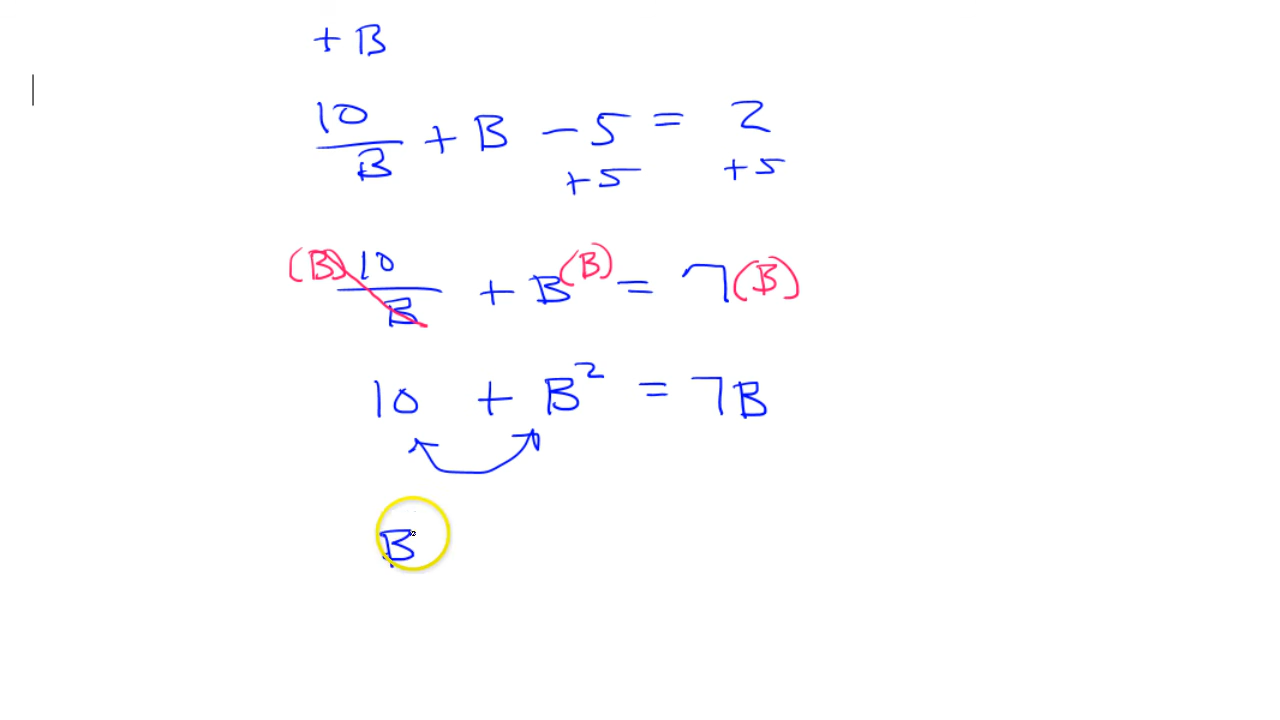 + B
10/B + B - 5 = 2
+5 +5
(B) 10/B + B(B) = 7(B)
10 + B² = 7B
B